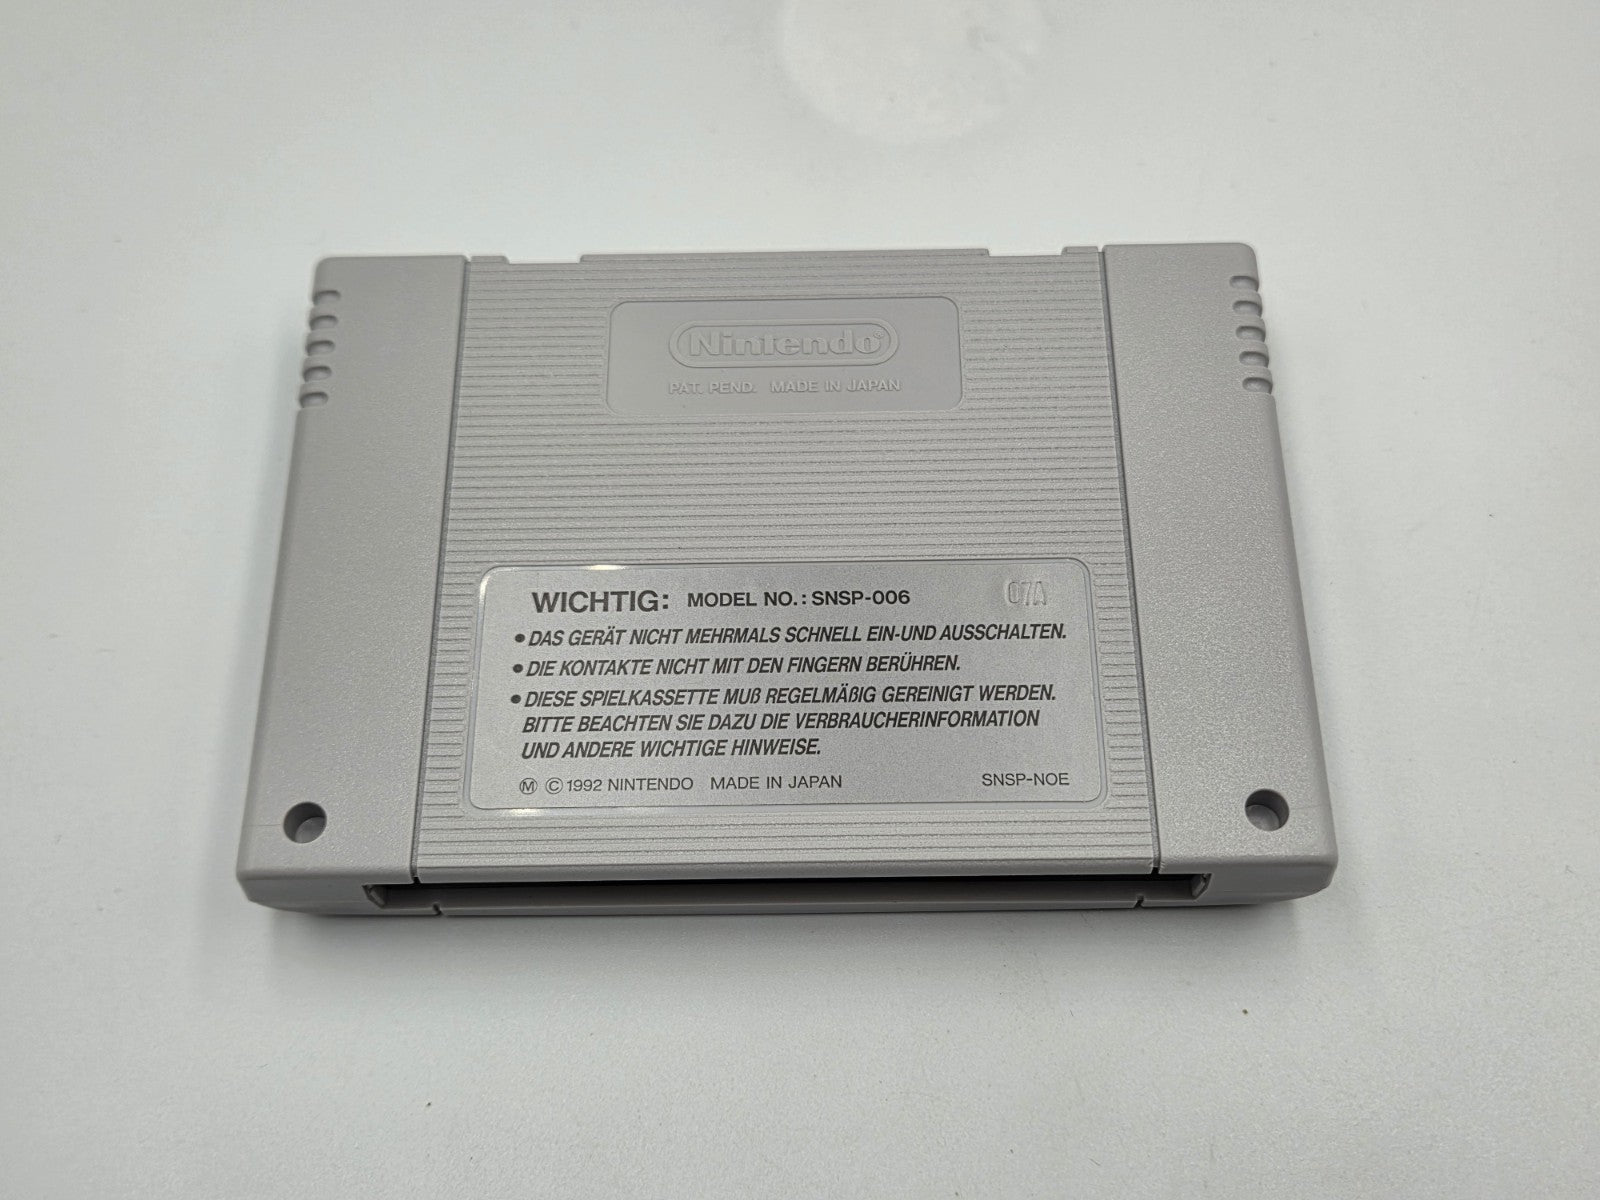 Nintendo®
PAT. PEND. MADE IN JAPAN
WICHTIG: MODEL NO.: SNSP-006 07A
• DAS GERÄT NICHT MEHRMALS SCHNELL EIN-UND AUSSCHALTEN.
• DIE KONTAKTE NICHT MIT DEN FINGERN BERÜHREN.
• DIESE SPIELKASSETTE MUß REGELMÄßIG GEREINIGT WERDEN.
BITTE BEACHTEN SIE DAZU DIE VERBRAUCHERINFORMATION
UND ANDERE WICHTIGE HINWEISE.
Ⓜ © 1992 NINTENDO MADE IN JAPAN SNSP-NOE